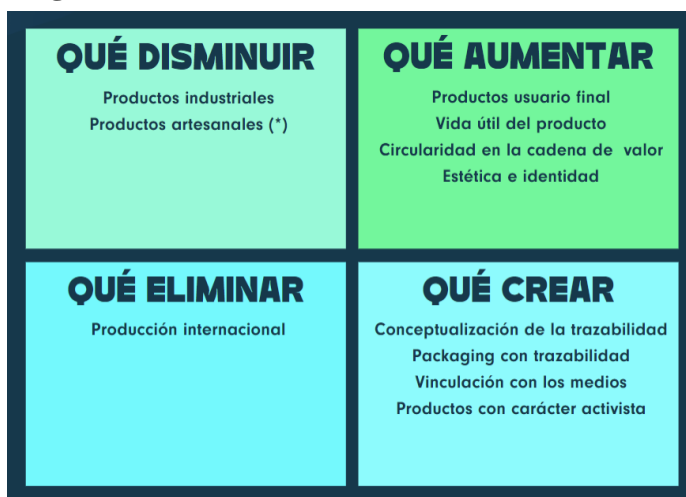 QUÉ DISMINUIR
Productos industriales
Productos artesanales (*)
QUÉ AUMENTAR
Productos usuario final
Vida útil del producto
Circularidad en la cadena de valor
Estética e identidad
QUÉ ELIMINAR
Producción internacional
QUÉ CREAR
Conceptualización de la trazabilidad
Packaging con trazabilidad
Vinculación con los medios
Productos con carácter activista